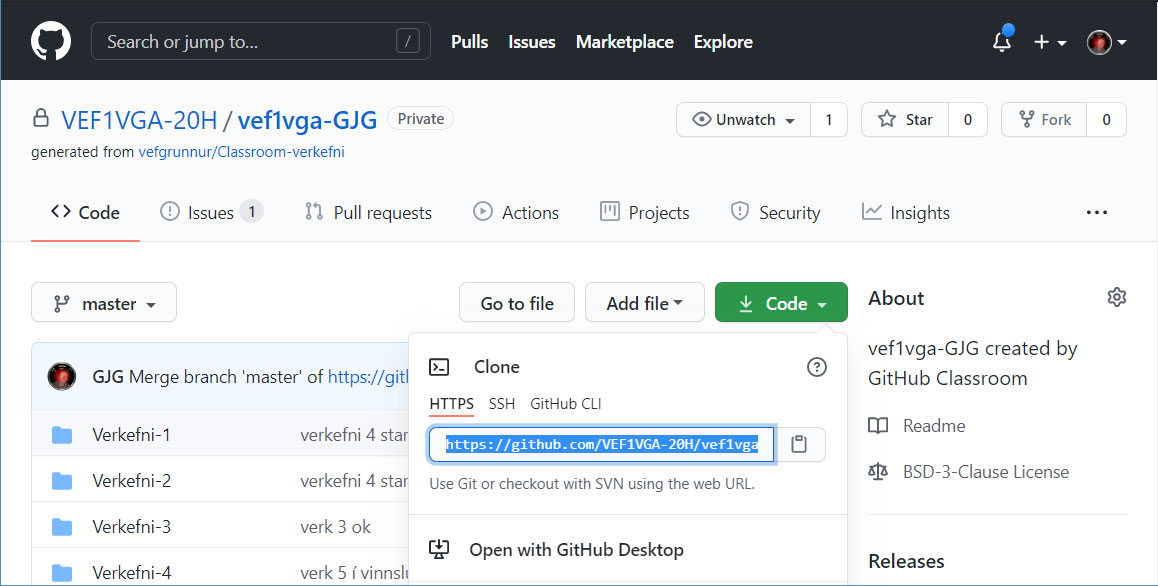 Search or jump to... / Pulls Issues Marketplace Explore
VEF1VGA-20H / vef1vga-GJG Private Unwatch 1 Star 0 Fork 0
generated from vefgrunnur/Classroom-verkefni
Code Issues 1 Pull requests Actions Projects Security Insights ...
master Go to file Add file Code
GJG Merge branch 'master' of https://gitl
Verkefni-1 verkefni 4 star
Verkefni-2 verkefni 4 star
Verkefni-3 verk 3 ok
Verkefni-4 verk 5 í vinnslu
Clone
HTTPS SSH GitHub CLI
https://github.com/VEF1VGA-20H/vef1vga
Use Git or checkout with SVN using the web URL.
Open with GitHub Desktop
About
vef1vga-GJG created by
GitHub Classroom
Readme
BSD-3-Clause License
Releases